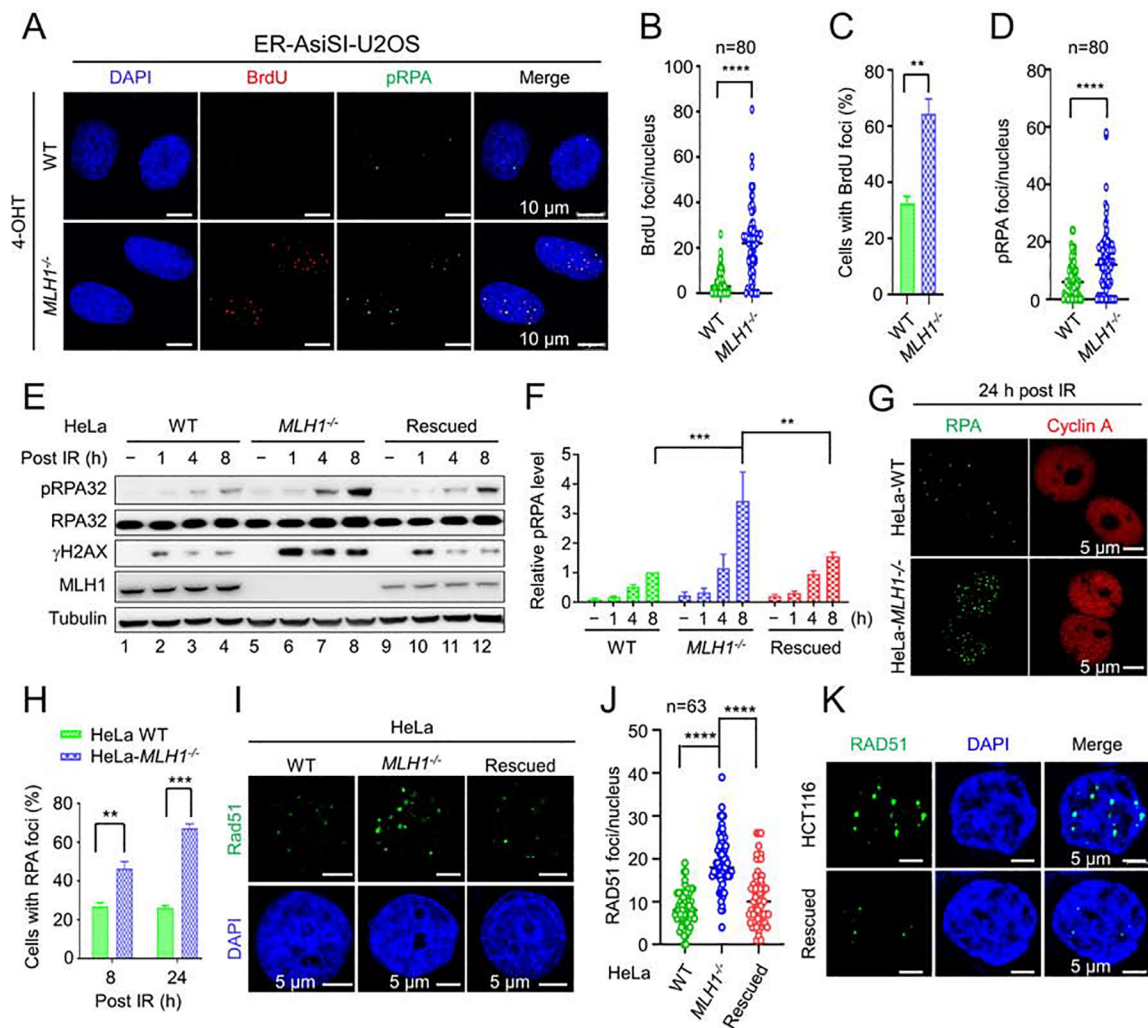 A
ER-AsiSI-U2OS
DAPI BrdU pRPA Merge
4-OHT
WT
10 µm
MLH1-/-
10 µm
B
n=80
****
BrdU foci/nucleus
100
80
60
40
20
0
WT
MLH1-/-
C
**
Cells with BrdU foci (%)
80
60
40
20
0
WT
MLH1-/-
D
n=80
****
pRPA foci/nucleus
80
60
40
20
0
WT
MLH1-/-
E
HeLa WT MLH1-/- Rescued
Post IR (h) – 1 4 8 – 1 4 8 – 1 4 8
pRPA32
RPA32
γH2AX
MLH1
Tubulin
1 2 3 4 5 6 7 8 9 10 11 12
F
*** **
Relative pRPA level
5
4
3
2
1
0
– 1 4 8 – 1 4 8 – 1 4 8 (h)
WT MLH1-/- Rescued
G
24 h post IR
RPA Cyclin A
HeLa-WT
5 µm
HeLa-MLH1-/-
5 µm
H
HeLa WT
HeLa-MLH1-/-
** ***
Cells with RPA foci (%)
80
60
40
20
0
8 24
Post IR (h)
I
HeLa
WT MLH1-/- Rescued
Rad51
DAPI
5 µm 5 µm 5 µm
J
n=63
**** ****
RAD51 foci/nucleus
50
40
30
20
10
0
HeLa WT MLH1-/- Rescued
K
RAD51 DAPI Merge
HCT116
5 µm
Rescued
5 µm